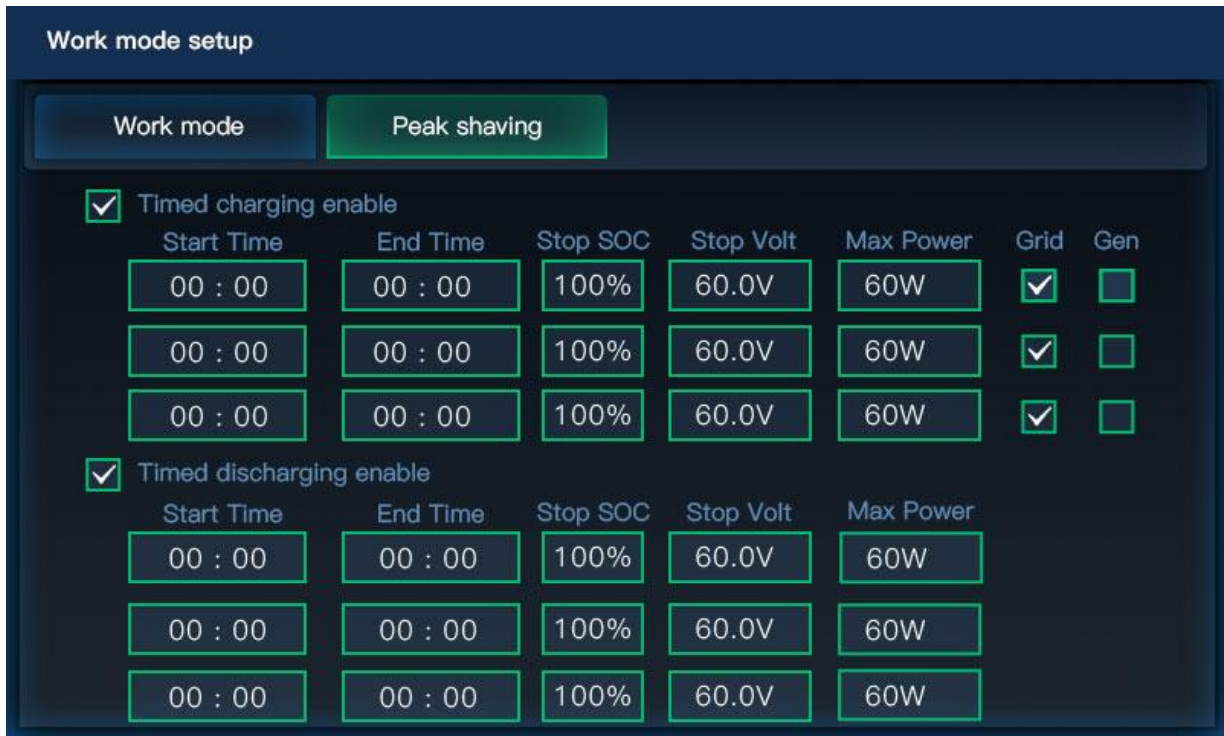 Work mode setup
Work mode Peak shaving
Timed charging enable
Start Time End Time Stop SOC Stop Volt Max Power Grid Gen
00 : 00 00 : 00 100% 60.0V 60W
00 : 00 00 : 00 100% 60.0V 60W
00 : 00 00 : 00 100% 60.0V 60W
Timed discharging enable
Start Time End Time Stop SOC Stop Volt Max Power
00 : 00 00 : 00 100% 60.0V 60W
00 : 00 00 : 00 100% 60.0V 60W
00 : 00 00 : 00 100% 60.0V 60W